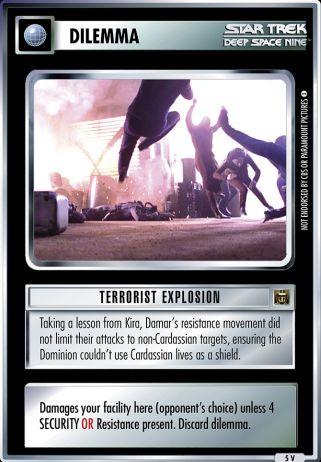 DILEMMA
STAR TREK
DEEP SPACE NINE
NOT ENDORSED BY CBS OR PARAMOUNT PICTURES
TERRORIST EXPLOSION
Taking a lesson from Kira, Damar's resistance movement did
not limit their attacks to non-Cardassian targets, ensuring
the Dominion couldn't use Cardassian lives as a shield.
Damages your facility here (opponent's choice) unless 4
SECURITY OR Resistance present. Discard dilemma.
5 V